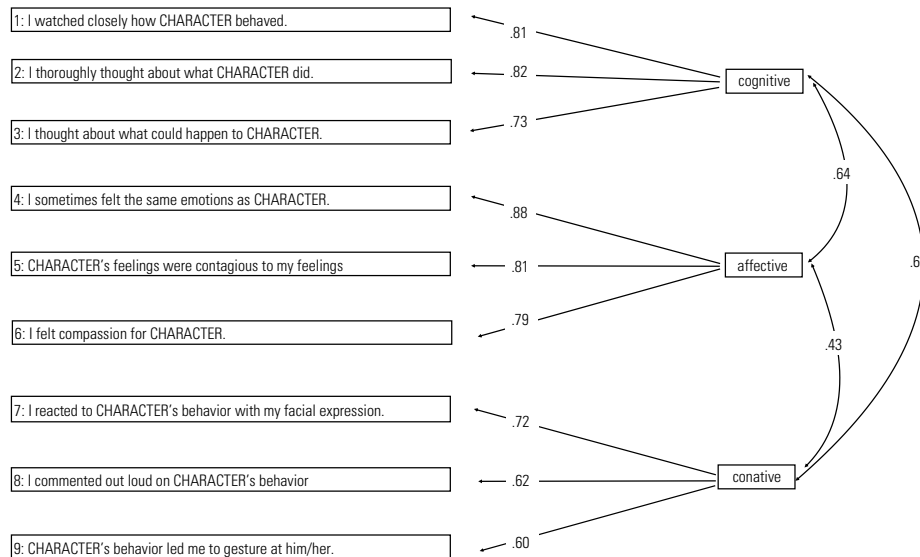 1: I watched closely how CHARACTER behaved.
.81
2: I thoroughly thought about what CHARACTER did.
.82
cognitive
3: I thought about what could happen to CHARACTER.
.73
.64
4: I sometimes felt the same emotions as CHARACTER.
.88
5: CHARACTER's feelings were contagious to my feelings
.81
affective
6: I felt compassion for CHARACTER.
.79
.43
7: I reacted to CHARACTER's behavior with my facial expression.
.72
8: I commented out loud on CHARACTER's behavior
.62
conative
9: CHARACTER's behavior led me to gesture at him/her.
.60